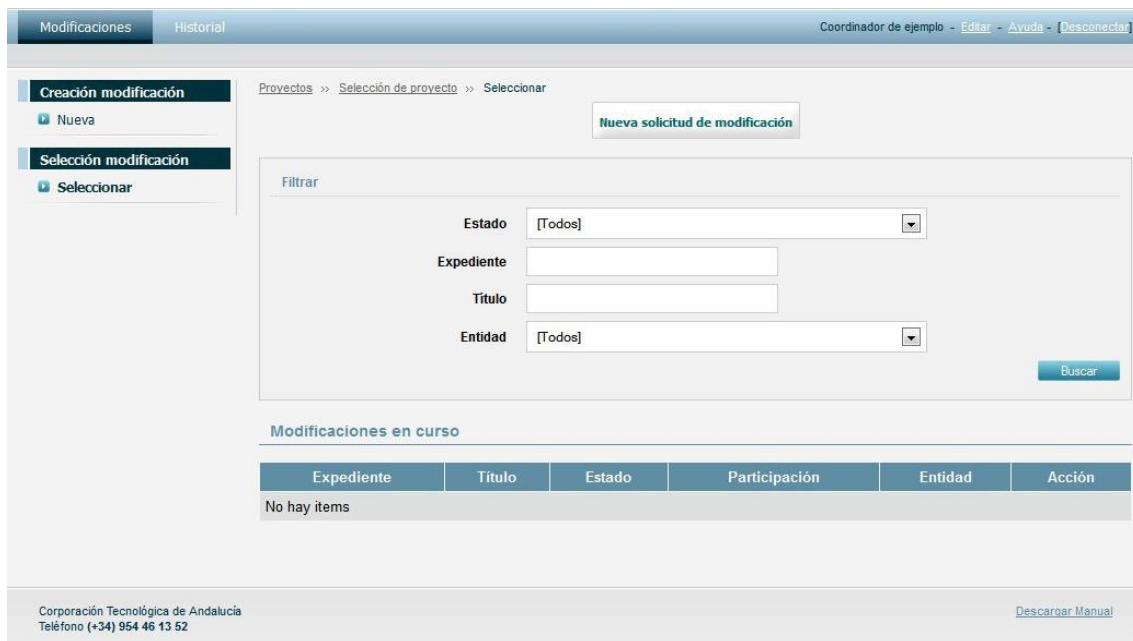 Modificaciones Historial Coordinador de ejemplo - Editar - Ayuda - [Desconectar]
Creación modificación
Nueva
Selección modificación
Seleccionar
Proyectos >> Selección de proyecto >> Seleccionar
Nueva solicitud de modificación
Filtrar
Estado [Todos]
Expediente
Título
Entidad [Todos]
Buscar
Modificaciones en curso
Expediente Título Estado Participación Entidad Acción
No hay items
Corporación Tecnológica de Andalucía
Teléfono (+34) 954 46 13 52
Descargar Manual